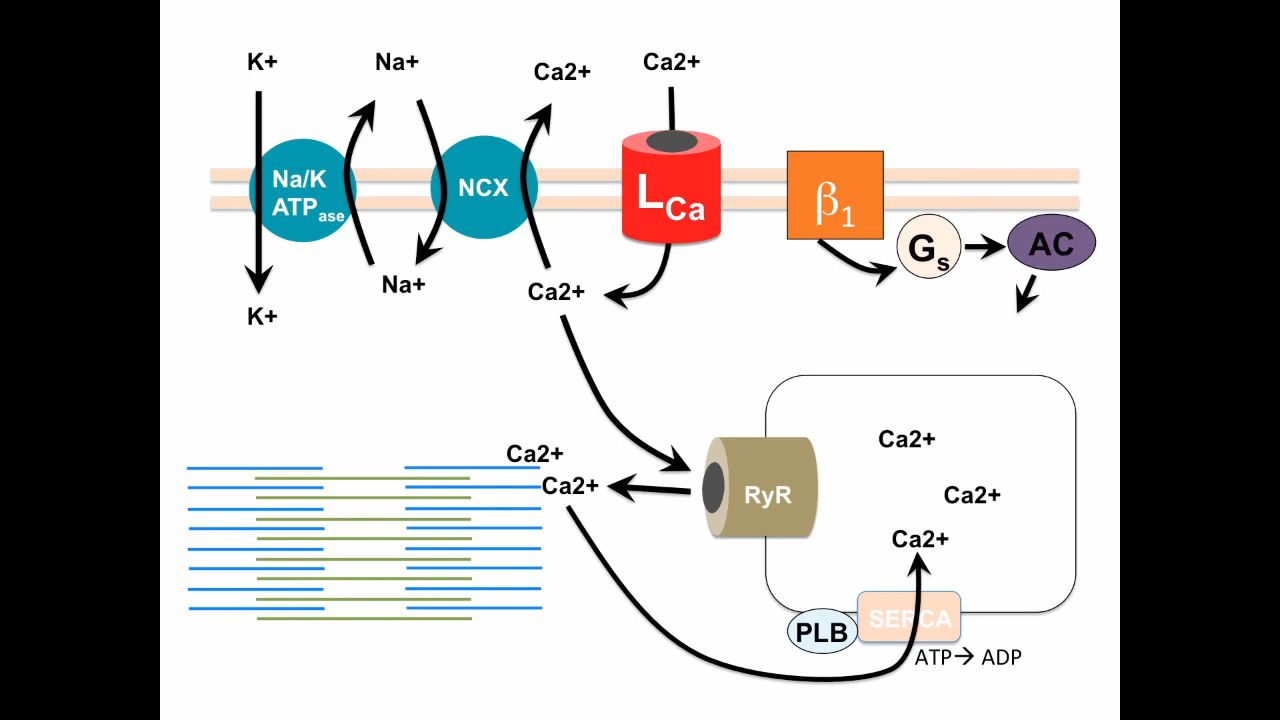 K+
Na+
Ca2+
Ca2+
Na/K
ATPase
NCX
LCa
β1
Gs
AC
Na+
Ca2+
K+
Ca2+
Ca2+
RyR
Ca2+
Ca2+
Ca2+
PLB
SERCA
ATP→ ADP